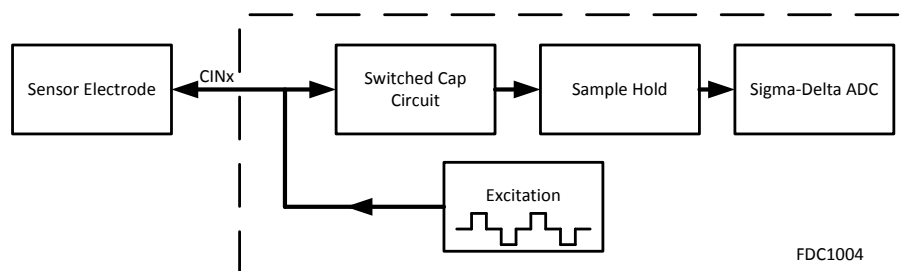 Sensor Electrode
CINx
Switched Cap
Circuit
Sample Hold
Sigma-Delta ADC
Excitation
FDC1004